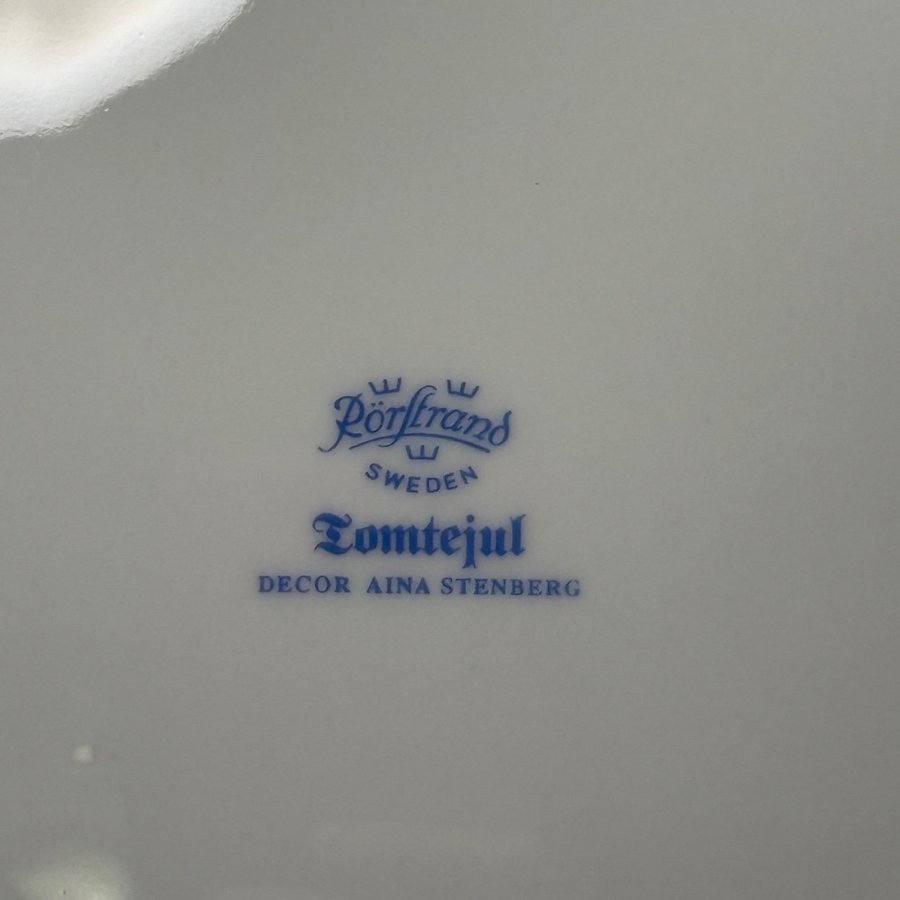 Rörstrand
SWEDEN
Tomtejul
DECOR AINA STENBERG